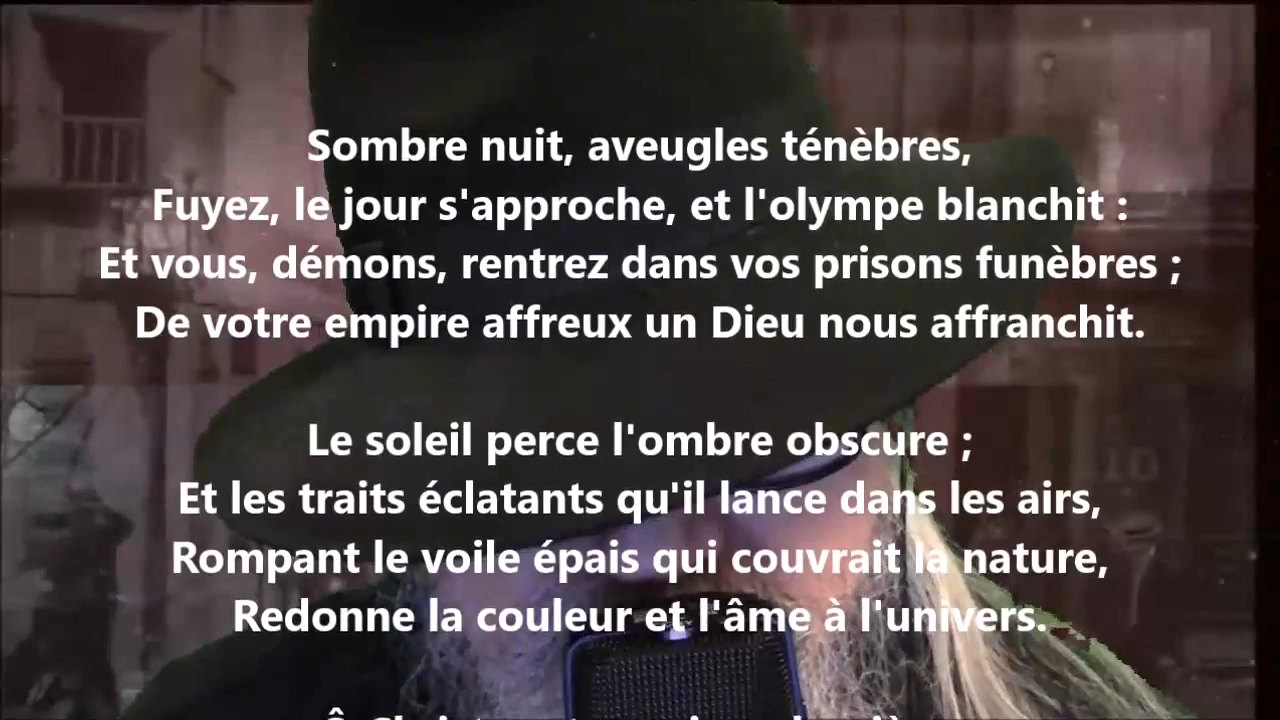 Sombre nuit, aveugles ténèbres,
Fuyez, le jour s'approche, et l'olympe blanchit :
Et vous, démons, rentrez dans vos prisons funèbres ;
De votre empire affreux un Dieu nous affranchit.
Le soleil perce l'ombre obscure ;
Et les traits éclatants qu'il lance dans les airs,
Rompant le voile épais qui couvrait la nature,
Redonne la couleur et l'âme à l'univers.